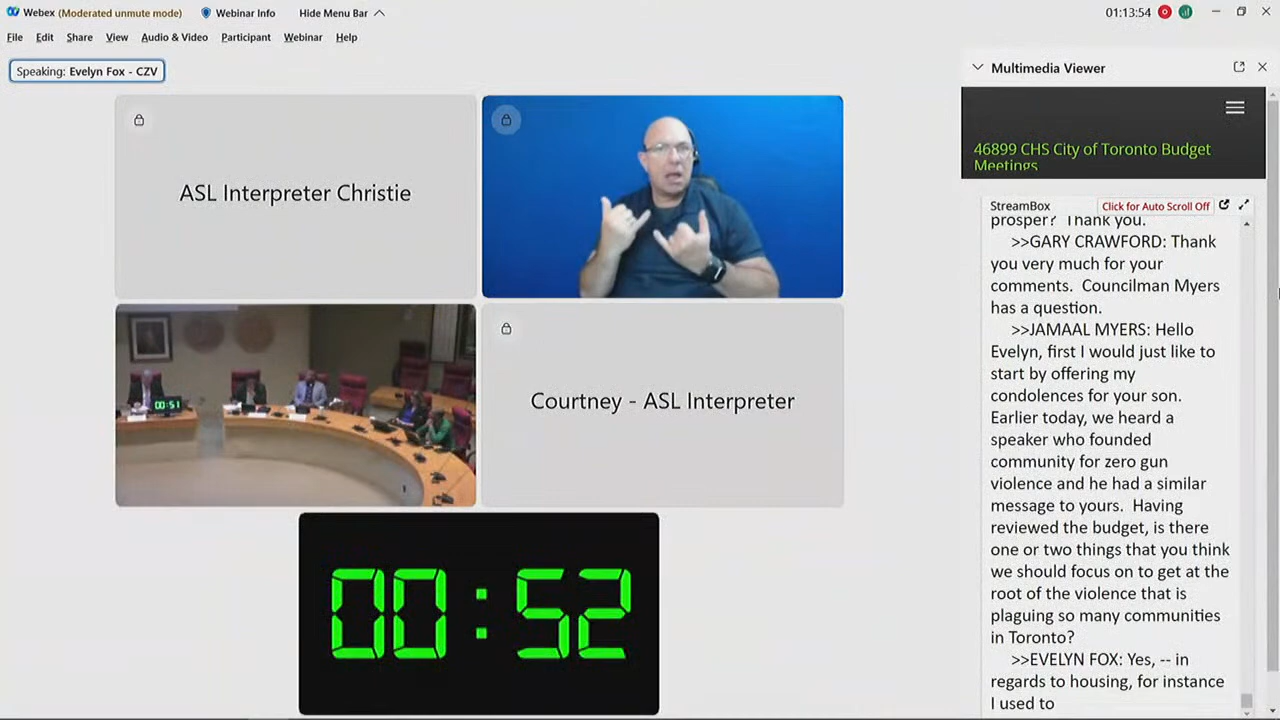 Webex (Moderated unmute mode) Webinar Info Hide Menu Bar 01:13:54
File Edit Share View Audio & Video Participant Webinar Help
Speaking: Evelyn Fox - CZV
ASL Interpreter Christie
00:51
Courtney - ASL Interpreter
00:52
Multimedia Viewer
46899 CHS City of Toronto Budget
Meetings
StreamBox Click for Auto Scroll Off
prosper? Thank you.
>>GARY CRAWFORD: Thank
you very much for your
comments. Councilman Myers
has a question.
>>JAMAAL MYERS: Hello
Evelyn, first I would just like to
start by offering my
condolences for your son.
Earlier today, we heard a
speaker who founded
community for zero gun
violence and he had a similar
message to yours. Having
reviewed the budget, is there
one or two things that you think
we should focus on to get at the
root of the violence that is
plaguing so many communities
in Toronto?
>>EVELYN FOX: Yes, -- in
regards to housing, for instance
I used to